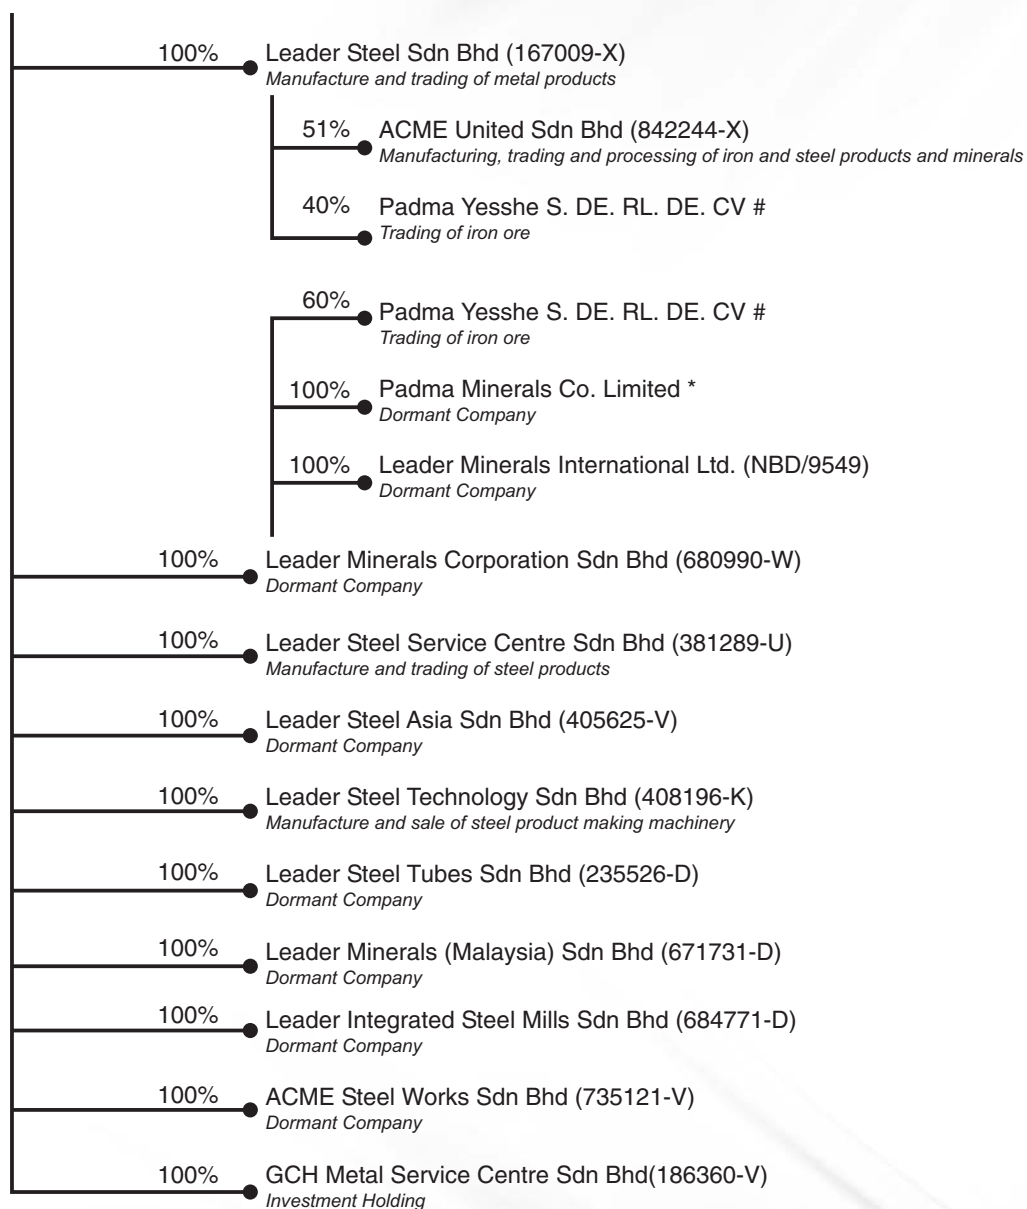 100% Leader Steel Sdn Bhd (167009-X)
Manufacture and trading of metal products
51% ACME United Sdn Bhd (842244-X)
Manufacturing, trading and processing of iron and steel products and minerals
40% Padma Yesshe S. DE. RL. DE. CV #
Trading of iron ore
60% Padma Yesshe S. DE. RL. DE. CV #
Trading of iron ore
100% Padma Minerals Co. Limited *
Dormant Company
100% Leader Minerals International Ltd. (NBD/9549)
Dormant Company
100% Leader Minerals Corporation Sdn Bhd (680990-W)
Dormant Company
100% Leader Steel Service Centre Sdn Bhd (381289-U)
Manufacture and trading of steel products
100% Leader Steel Asia Sdn Bhd (405625-V)
Dormant Company
100% Leader Steel Technology Sdn Bhd (408196-K)
Manufacture and sale of steel product making machinery
100% Leader Steel Tubes Sdn Bhd (235526-D)
Dormant Company
100% Leader Minerals (Malaysia) Sdn Bhd (671731-D)
Dormant Company
100% Leader Integrated Steel Mills Sdn Bhd (684771-D)
Dormant Company
100% ACME Steel Works Sdn Bhd (735121-V)
Dormant Company
100% GCH Metal Service Centre Sdn Bhd(186360-V)
Investment Holding